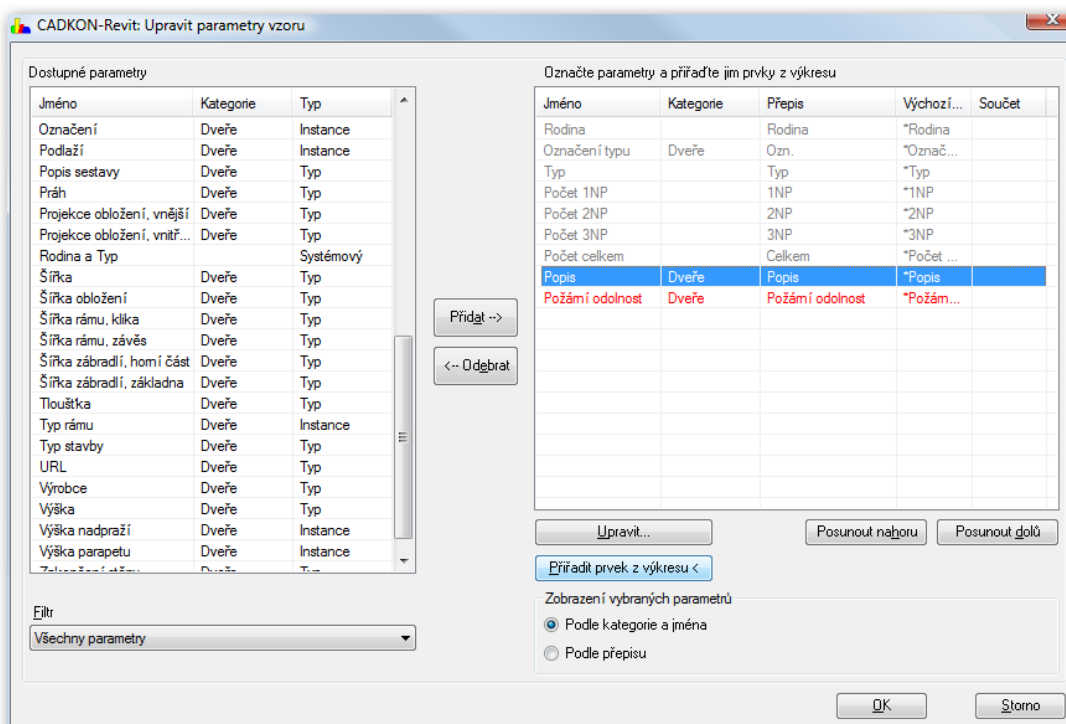 CADKON-Revit: Upravit parametry vzoru
Dostupné parametry
Jméno Kategorie Typ
Označení Dveře Instance
Podlaží Dveře Instance
Popis sestavy Dveře Typ
Práh Dveře Typ
Projekce obložení, vnější Dveře Typ
Projekce obložení, vnitř... Dveře Typ
Rodina a Typ Systémový
Šířka Dveře Typ
Šířka obložení Dveře Typ
Šířka rámu, klika Dveře Typ
Šířka rámu, závěs Dveře Typ
Šířka zábradlí, horní část Dveře Typ
Šířka zábradlí, základna Dveře Typ
Tloušťka Dveře Typ
Typ rámu Dveře Instance
Typ stavby Dveře Typ
URL Dveře Typ
Výrobce Dveře Typ
Výška Dveře Typ
Výška nadpraží Dveře Instance
Výška parapetu Dveře Instance
Zakončení stěny Dveře Typ
Filtr
Všechny parametry
Přidat -->
<-- Odebrat
Označte parametry a přiřaďte jim prvky z výkresu
Jméno Kategorie Přepis Výchozí... Součet
Rodina Rodina *Rodina
Označení typu Dveře Ozn. *Označ...
Typ Typ *Typ
Počet 1NP 1NP *1NP
Počet 2NP 2NP *2NP
Počet 3NP 3NP *3NP
Počet celkem Celkem *Počet ...
Popis Dveře Popis *Popis
Požární odolnost Dveře Požární odolnost *Požárn...
Upravit... Posunout nahoru Posunout dolů
Přiřadit prvek z výkresu <
Zobrazení vybraných parametrů
Podle kategorie a jména
Podle přepisu
OK Storno